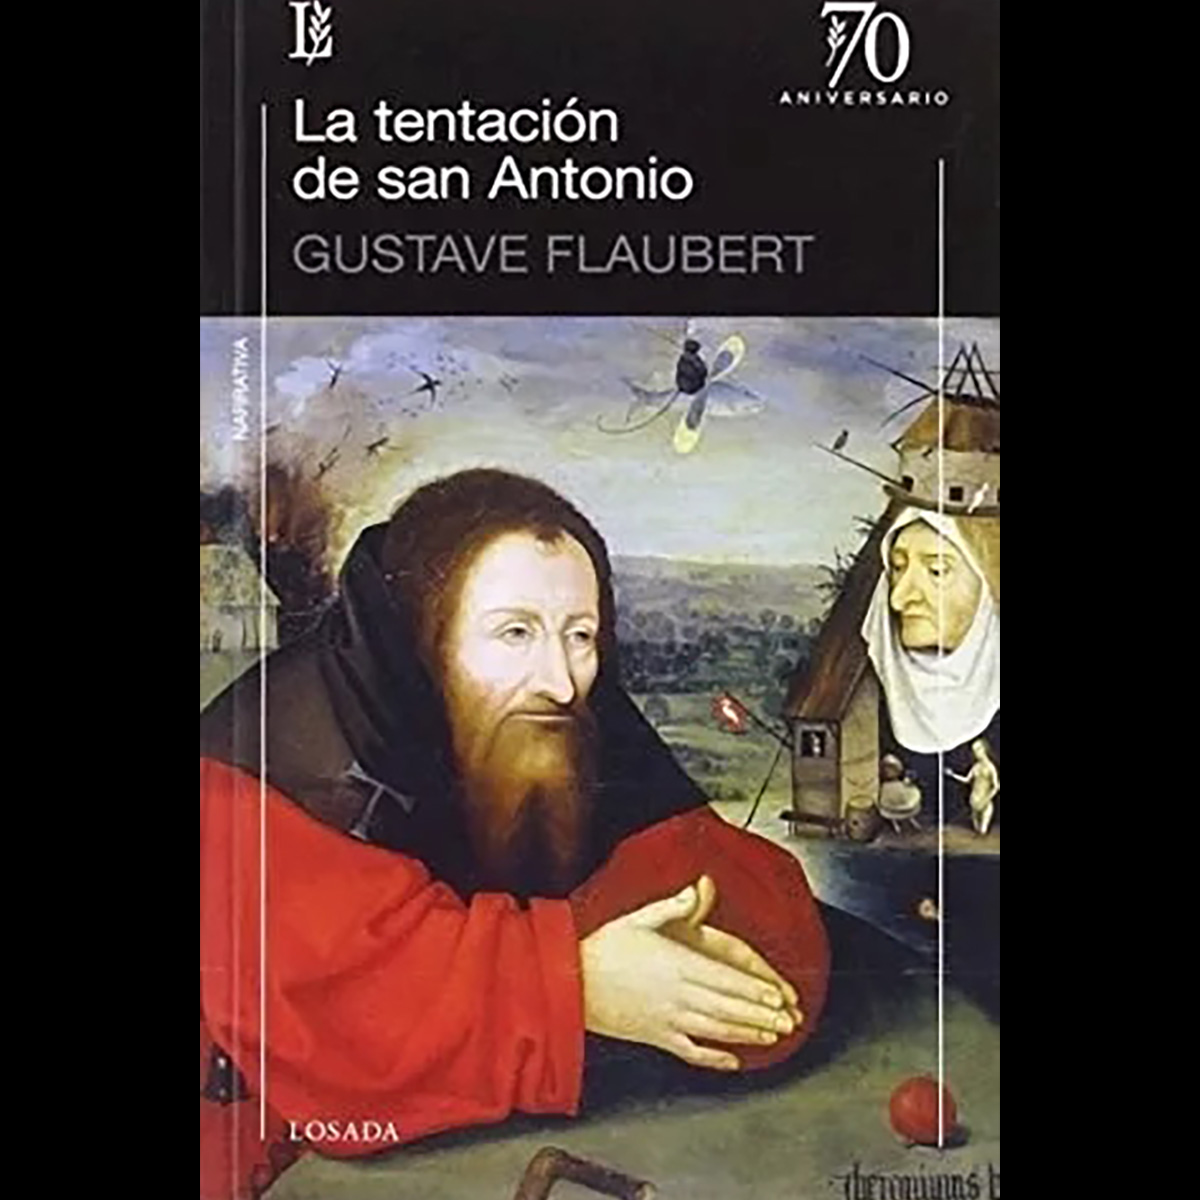 L
70
ANIVERSARIO
La tentación
de san Antonio
GUSTAVE FLAUBERT
NARRATIVA
LOSADA